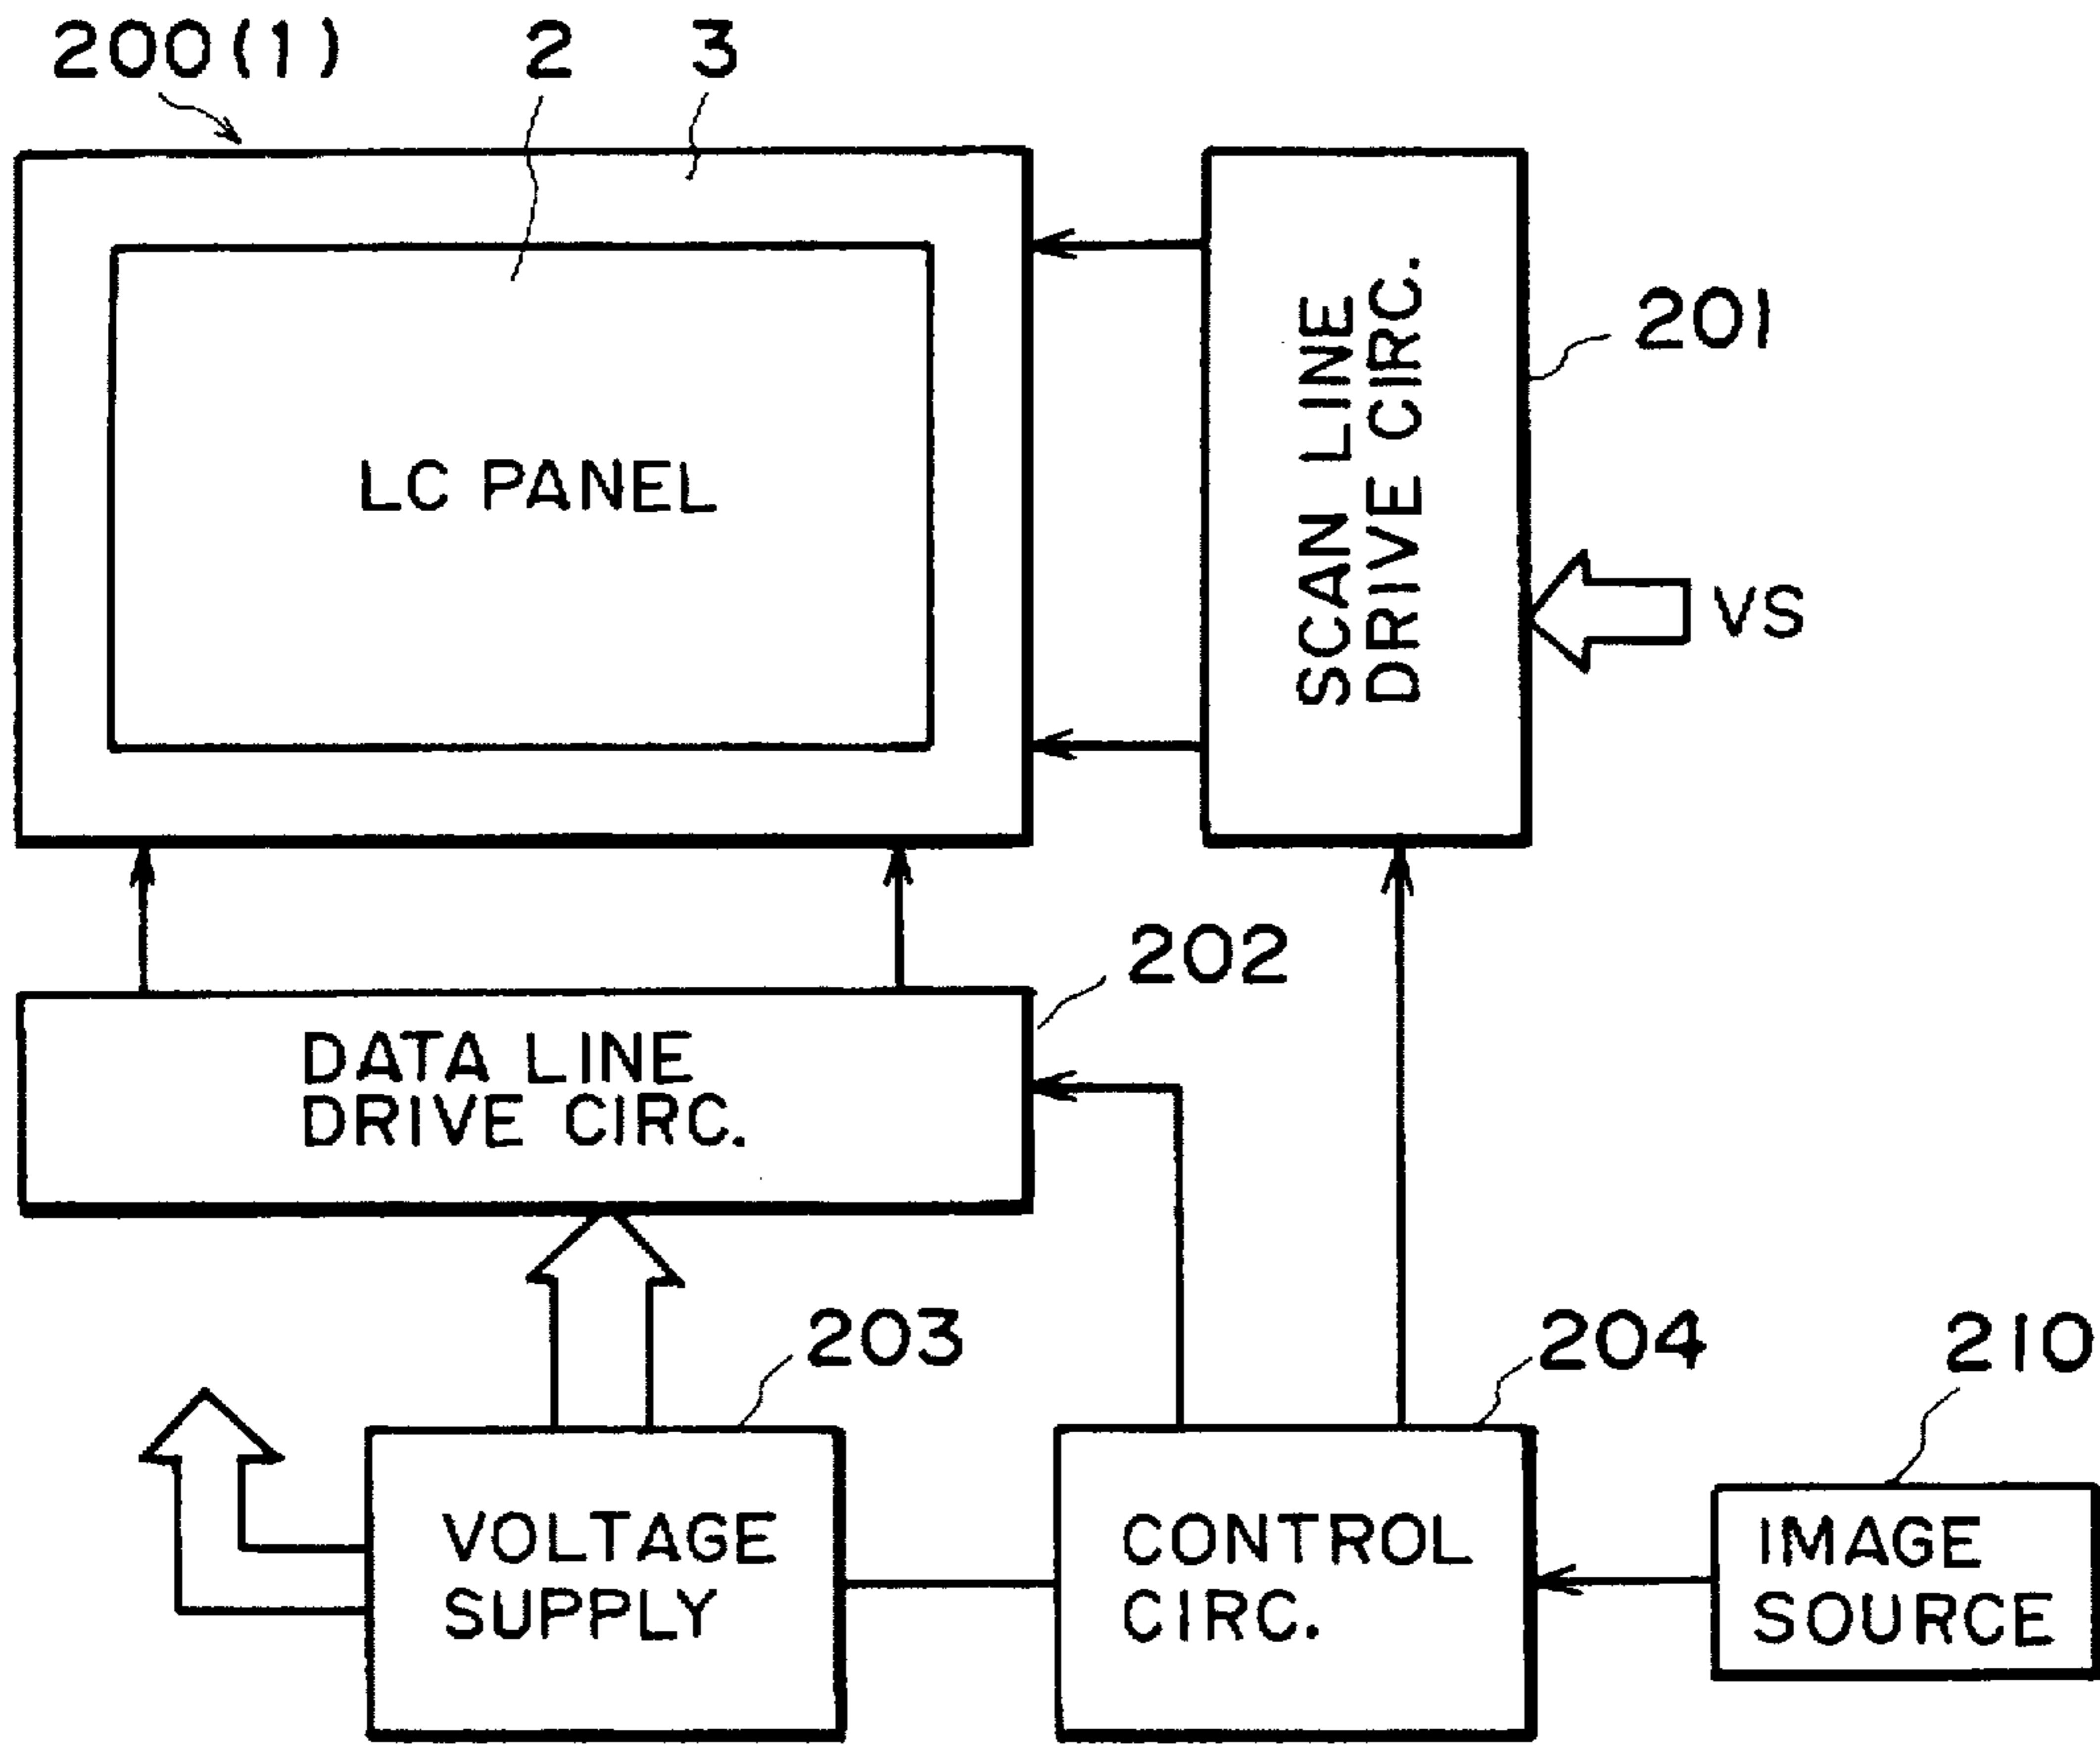 200(1)
2
3
LC PANEL
SCAN LINE
DRIVE CIRC.
201
VS
202
DATA LINE
DRIVE CIRC.
203
204
210
VOLTAGE
SUPPLY
CONTROL
CIRC.
IMAGE
SOURCE